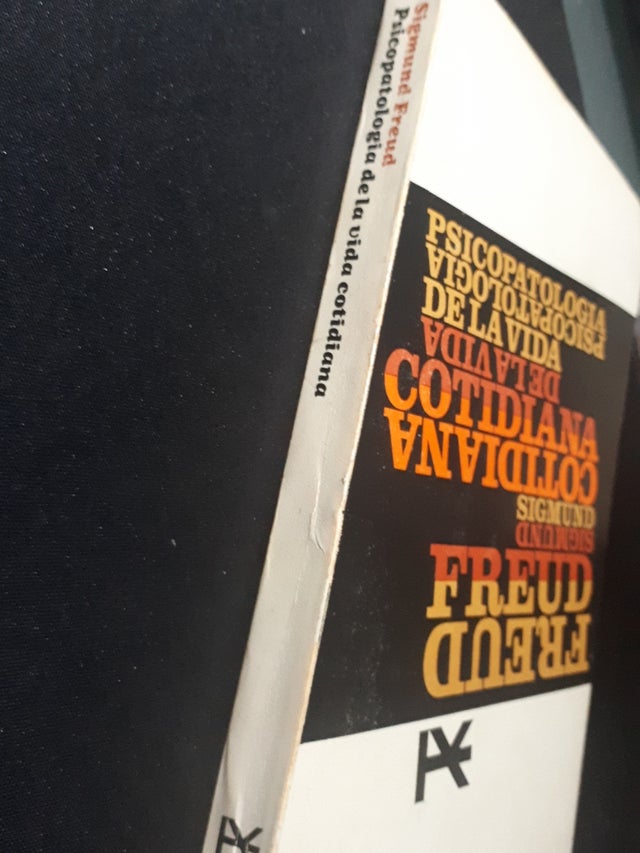 Sigmund Freud
Psicopatología de la vida cotidiana
PSICOPATOLOGIA
PSICOPATOLOGIA
DE LA VIDA
DE LA VIDA
COTIDIANA
COTIDIANA
SIGMUND
SIGMUND
FREUD
FREUD